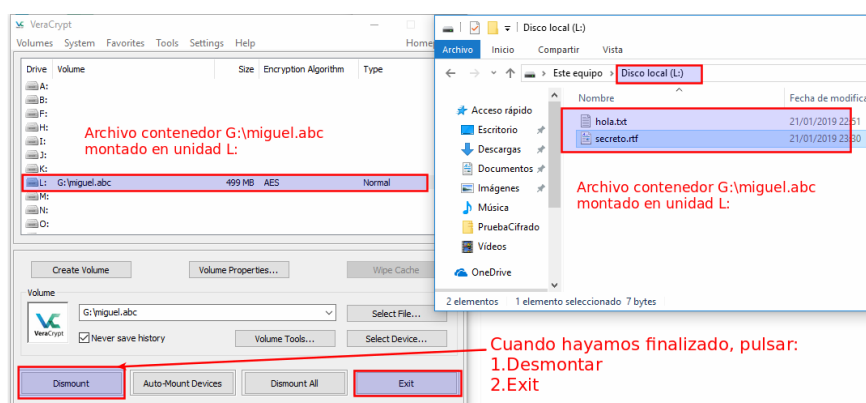 VeraCrypt
Volumes System Favorites Tools Settings Help Home
Drive Volume Size Encryption Algorithm Type
A:
B:
F:
H:
I:
J:
K:
L: G:\miguel.abc 499 MB AES Normal
M:
N:
O:
Archivo contenedor G:\miguel.abc
montado en unidad L:
Create Volume Volume Properties... Wipe Cache
Volume
VeraCrypt
G:\miguel.abc Select File...
Never save history Volume Tools... Select Device...
Dismount Auto-Mount Devices Dismount All Exit
Disco local (L:)
Archivo Inicio Compartir Vista
Este equipo > Disco local (L:)
Nombre Fecha de modifica
Acceso rápido
Escritorio
Descargas
Documentos
Imágenes
Música
PruebaCifrado
Vídeos
OneDrive
hola.txt 21/01/2019 22:51
secreto.rtf 21/01/2019 23:30
Archivo contenedor G:\miguel.abc
montado en unidad L:
2 elementos 1 elemento seleccionado 7 bytes
Cuando hayamos finalizado, pulsar:
1.Desmontar
2.Exit